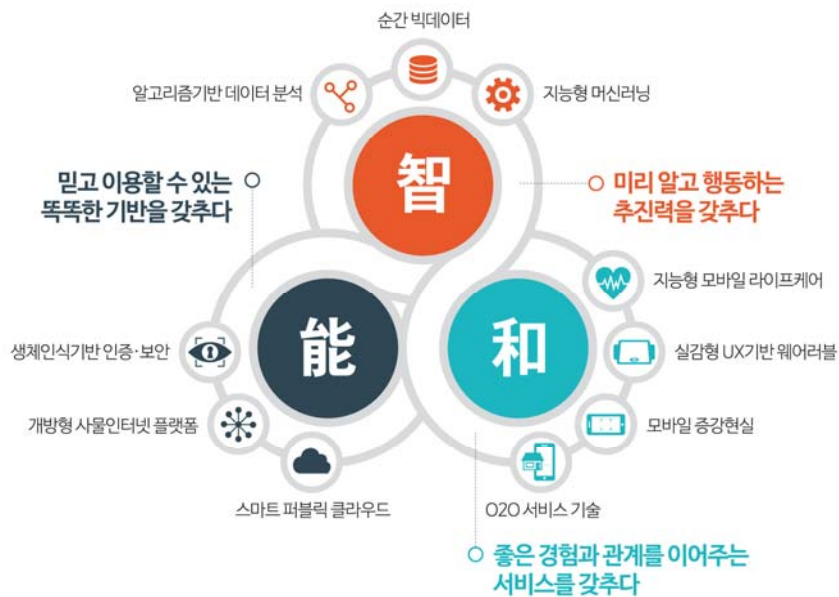 순간 빅데이터
알고리즘기반 데이터 분석
지능형 머신러닝
智
믿고 이용할 수 있는
똑똑한 기반을 갖추다
미리 알고 행동하는
추진력을 갖추다
能
和
지능형 모바일 라이프케어
생체인식기반 인증·보안
실감형 UX기반 웨어러블
개방형 사물인터넷 플랫폼
모바일 증강현실
스마트 퍼블릭 클라우드
O2O 서비스 기술
좋은 경험과 관계를 이어주는
서비스를 갖추다